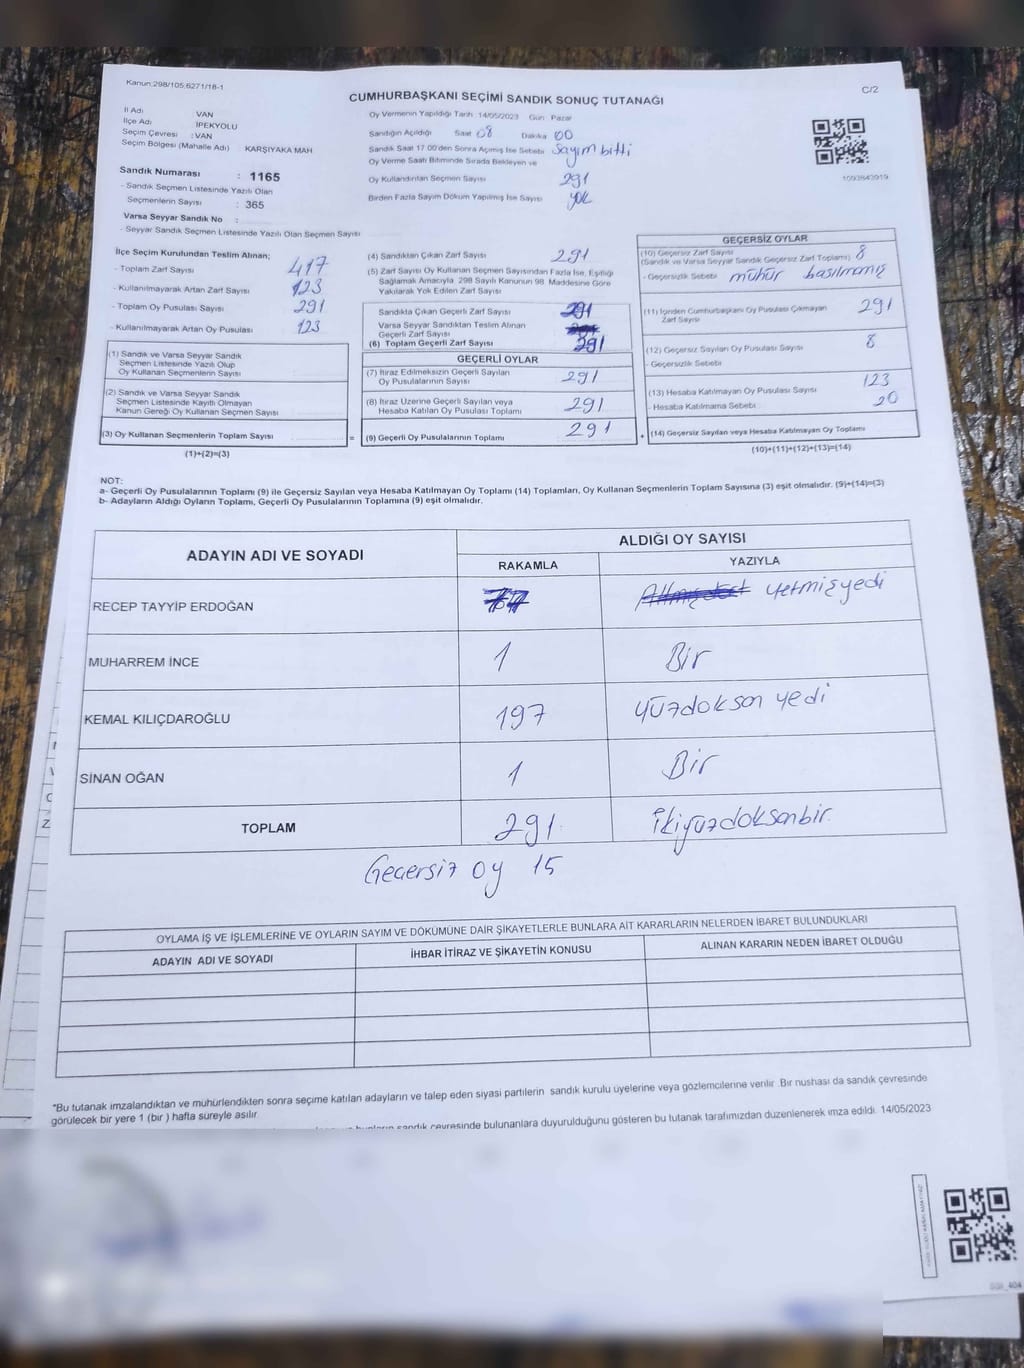 Kanun:298/105,6271/18-1
C/2
CUMHURBAŞKANI SEÇİMİ SANDIK SONUÇ TUTANAĞI
İl Adı VAN
İlçe Adı İPEKYOLU
Seçim Çevresi :VAN
Seçim Bölgesi (Mahalle Adı) KARŞIYAKA MAH
Sandık Numarası : 1165
- Sandık Seçmen Listesinde Yazılı Olan
Seçmenlerin Sayısı : 365
Varsa Seyyar Sandık No :
- Seyyar Sandık Seçmen Listesinde Yazılı Olan Seçmen Sayısı
Oy Vermenin Yapıldığı Tarih 14/05/2023 Gün Pazar
Sandığın Açıldığı Saat 08 Dakika 00
Sandık Saat 17 00'den Sonra Açımış İse Sebebi Sayım bitti
Oy Verme Saati Bitiminde Sırada Bekleyen ve
Oy Kullandırılan Seçmen Sayısı 291
Birden Fazla Sayım Döküm Yapılmış İse Sayısı yok
1093843919
İlçe Seçim Kurulundan Teslim Alınan;
- Toplam Zarf Sayısı 417
- Kullanılmayarak Artan Zarf Sayısı 123
- Toplam Oy Pusulası Sayısı 291
- Kullanılmayarak Artan Oy Pusulası 123
(1) Sandık ve Varsa Seyyar Sandık
Seçmen Listesinde Yazılı Olup
Oy Kullanan Seçmenlerin Sayısı
(2) Sandık ve Varsa Seyyar Sandık
Seçmen Listesinde Kayıtlı Olmayan
Kanun Gereği Oy Kullanan Seçmen Sayısı
(3) Oy Kullanan Seçmenlerin Toplam Sayısı =
(1)+(2)=(3)
(4) Sandıktan Çıkan Zarf Sayısı 291
(5) Zarf Sayısı Oy Kullanan Seçmen Sayısından Fazla İse, Eşitliği
Sağlamak Amacıyla 298 Sayılı Kanunun 98. Maddesine Göre
Yakılarak Yok Edilen Zarf Sayısı
Sandıkta Çıkan Geçerli Zarf Sayısı 291
Varsa Seyyar Sandıktan Teslim Alınan
Geçerli Zarf Sayısı
(6) Toplam Geçerli Zarf Sayısı 291
GEÇERLİ OYLAR
(7) İtiraz Edilmeksizin Geçerli Sayılan
Oy Pusulalarının Sayısı 291
(8) İtiraz Üzerine Geçerli Sayılan veya
Hesaba Katılan Oy Pusulası Toplamı 291
(9) Geçerli Oy Pusulalarının Toplamı 291 +
GEÇERSİZ OYLAR
(10) Geçersiz Zarf Sayısı
(Sandık ve Varsa Seyyar Sandık Geçersiz Zarf Toplamı) 8
- Geçersizlik Sebebi mühür basılmamış
(11) İçinden Cumhurbaşkanı Oy Pusulası Çıkmayan
Zarf Sayısı 291
(12) Geçersiz Sayılan Oy Pusulası Sayısı 8
- Geçersizlik Sebebi
(13) Hesaba Katılmayan Oy Pusulası Sayısı 123
- Hesaba Katılmama Sebebi 20
(14) Geçersiz Sayılan veya Hesaba Katılmayan Oy Toplamı
(10)+(11)+(12)+(13)=(14)
NOT:
a- Geçerli Oy Pusulalarının Toplamı (9) ile Geçersiz Sayılan veya Hesaba Katılmayan Oy Toplamı (14) Toplamları, Oy Kullanan Seçmenlerin Toplam Sayısına (3) eşit olmalıdır. (9)+(14)=(3)
b- Adayların Aldığı Oyların Toplamı, Geçerli Oy Pusulalarının Toplamına (9) eşit olmalıdır.
ADAYIN ADI VE SOYADI
ALDIĞI OY SAYISI
RAKAMLA YAZIYLA
RECEP TAYYİP ERDOĞAN Altmışdört yetmişyedi
MUHARREM İNCE 1 Bir
KEMAL KILIÇDAROĞLU 197 yüzdoksan yedi
SİNAN OĞAN 1 Bir
TOPLAM 291 ikiyüzdoksanbir.
Geçersiz oy 15
OYLAMA İŞ VE İŞLEMLERİNE VE OYLARIN SAYIM VE DÖKÜMÜNE DAİR ŞİKAYETLERLE BUNLARA AİT KARARLARIN NELERDEN İBARET BULUNDUKLARI
ADAYIN ADI VE SOYADI İHBAR İTİRAZ VE ŞİKAYETİN KONUSU ALINAN KARARIN NEDEN İBARET OLDUĞU
*Bu tutanak imzalandıktan ve mühürlendikten sonra seçime katılan adayların ve talep eden siyasi partilerin sandık kurulu üyelerine veya gözlemcilerine verilir. Bir nushası da sandık çevresinde
görülecek bir yere 1 (bir ) hafta süreyle asılır.
sandık çevresinde bulunanlara duyurulduğunu gösteren bu tutanak tarafımızdan düzenlenerek imza edildi. 14/05/2023